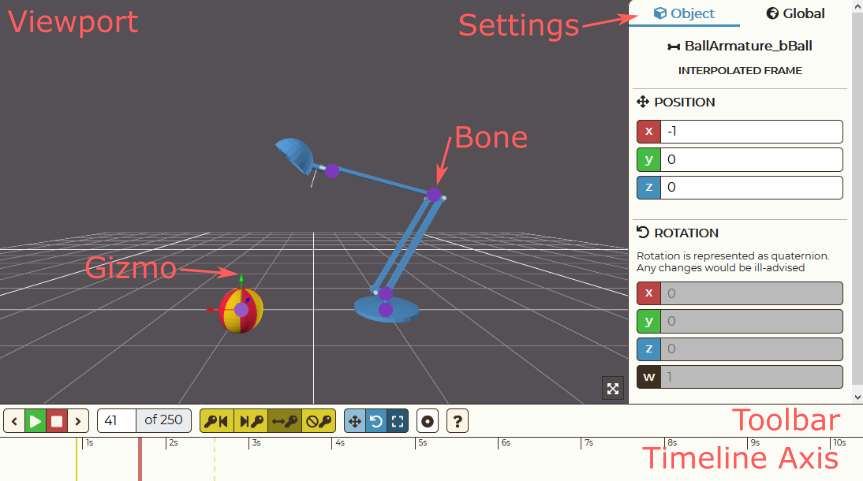 Viewport
Settings
Object
Global
BallArmature_bBall
INTERPOLATED FRAME
POSITION
x -1
y 0
z 0
Bone
Gizmo
ROTATION
Rotation is represented as quaternion.
Any changes would be ill-advised
x 0
y 0
z 0
w 1
41 of 250
?
Toolbar
1s 2s 3s 4s 5s 6s 7s 8s 9s 10s
Timeline Axis